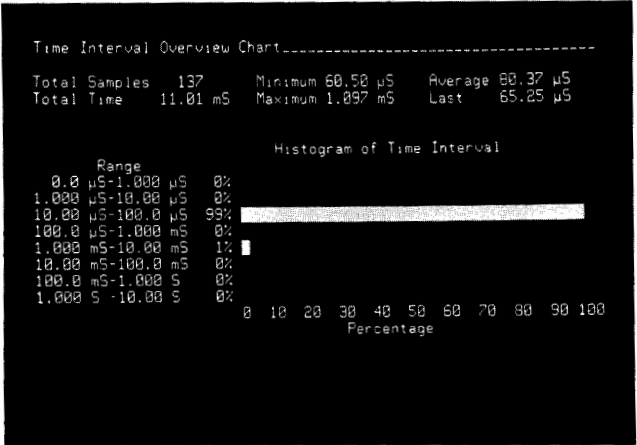 Time Interval Overview Chart
Total Samples 137 Minimum 60.50 µS Average 80.37 µS
Total Time 11.01 mS Maximum 1.097 mS Last 65.25 µS
Histogram of Time Interval
Range
0.0 µS-1.000 µS 0%
1.000 µS-10.00 µS 0%
10.00 µS-100.0 µS 99%
100.0 µS-1.000 mS 0%
1.000 mS-10.00 mS 1%
10.00 mS-100.0 mS 0%
100.0 mS-1.000 S 0%
1.000 S -10.00 S 0%
0 10 20 30 40 50 60 70 80 90 100
Percentage